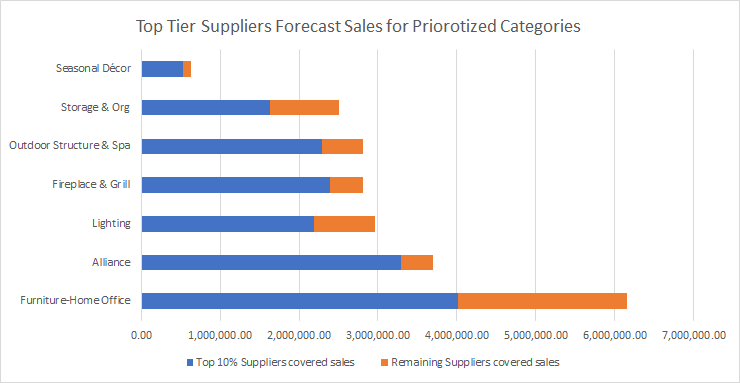 Top Tier Suppliers Forecast Sales for Priorotized Categories
Seasonal Décor
Storage & Org
Outdoor Structure & Spa
Fireplace & Grill
Lighting
Alliance
Furniture-Home Office
0.00 1,000,000.00 2,000,000.00 3,000,000.00 4,000,000.00 5,000,000.00 6,000,000.00 7,000,000.00
Top 10% Suppliers covered sales Remaining Suppliers covered sales